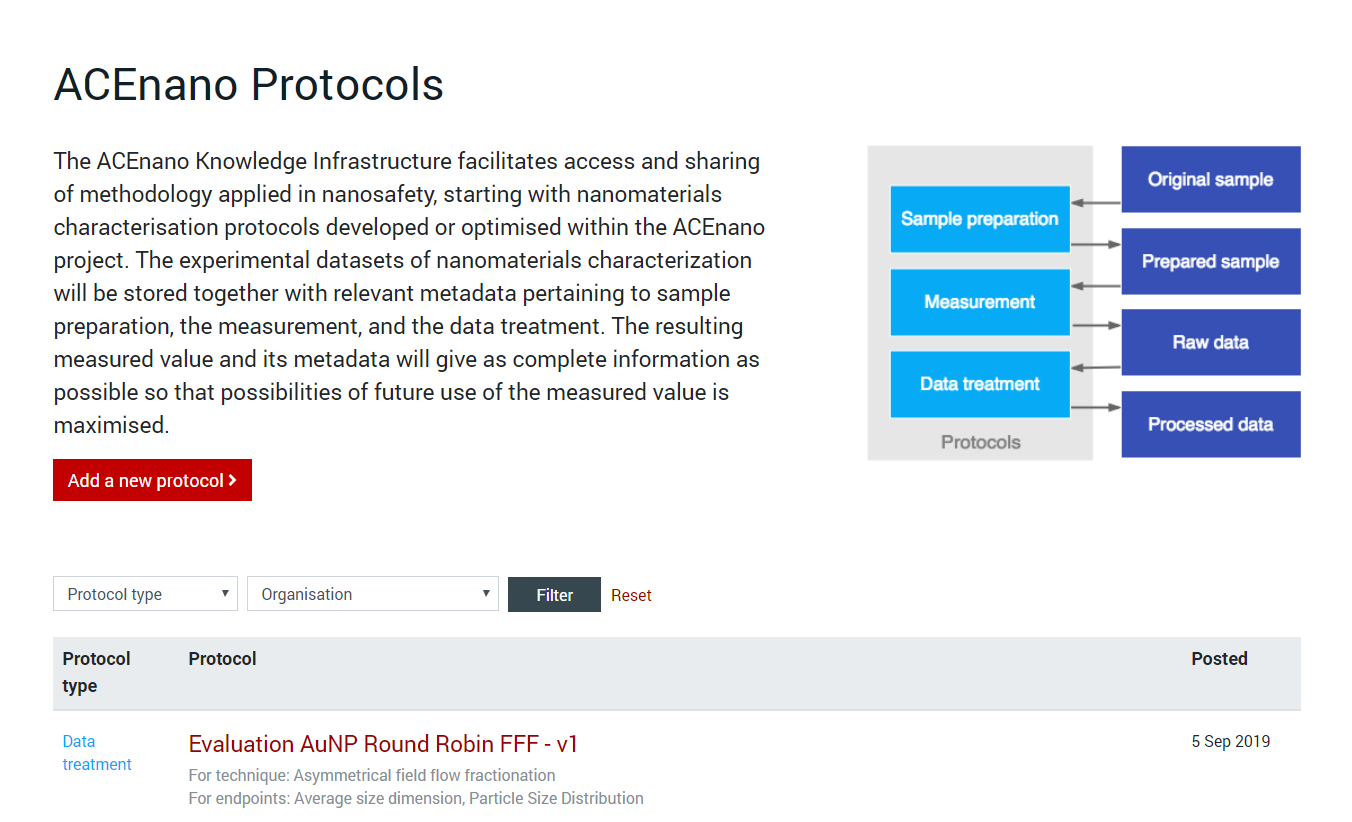 ACEnano Protocols
The ACEnano Knowledge Infrastructure facilitates access and sharing
of methodology applied in nanosafety, starting with nanomaterials
characterisation protocols developed or optimised within the ACEnano
project. The experimental datasets of nanomaterials characterization
will be stored together with relevant metadata pertaining to sample
preparation, the measurement, and the data treatment. The resulting
measured value and its metadata will give as complete information as
possible so that possibilities of future use of the measured value is
maximised.
Add a new protocol
Original sample
Sample preparation
Prepared sample
Measurement
Raw data
Data treatment
Processed data
Protocols
Protocol type
Organisation
Filter
Reset
Protocol
type
Protocol
Posted
Data
treatment
Evaluation AuNP Round Robin FFF - v1
5 Sep 2019
For technique: Asymmetrical field flow fractionation
For endpoints: Average size dimension, Particle Size Distribution